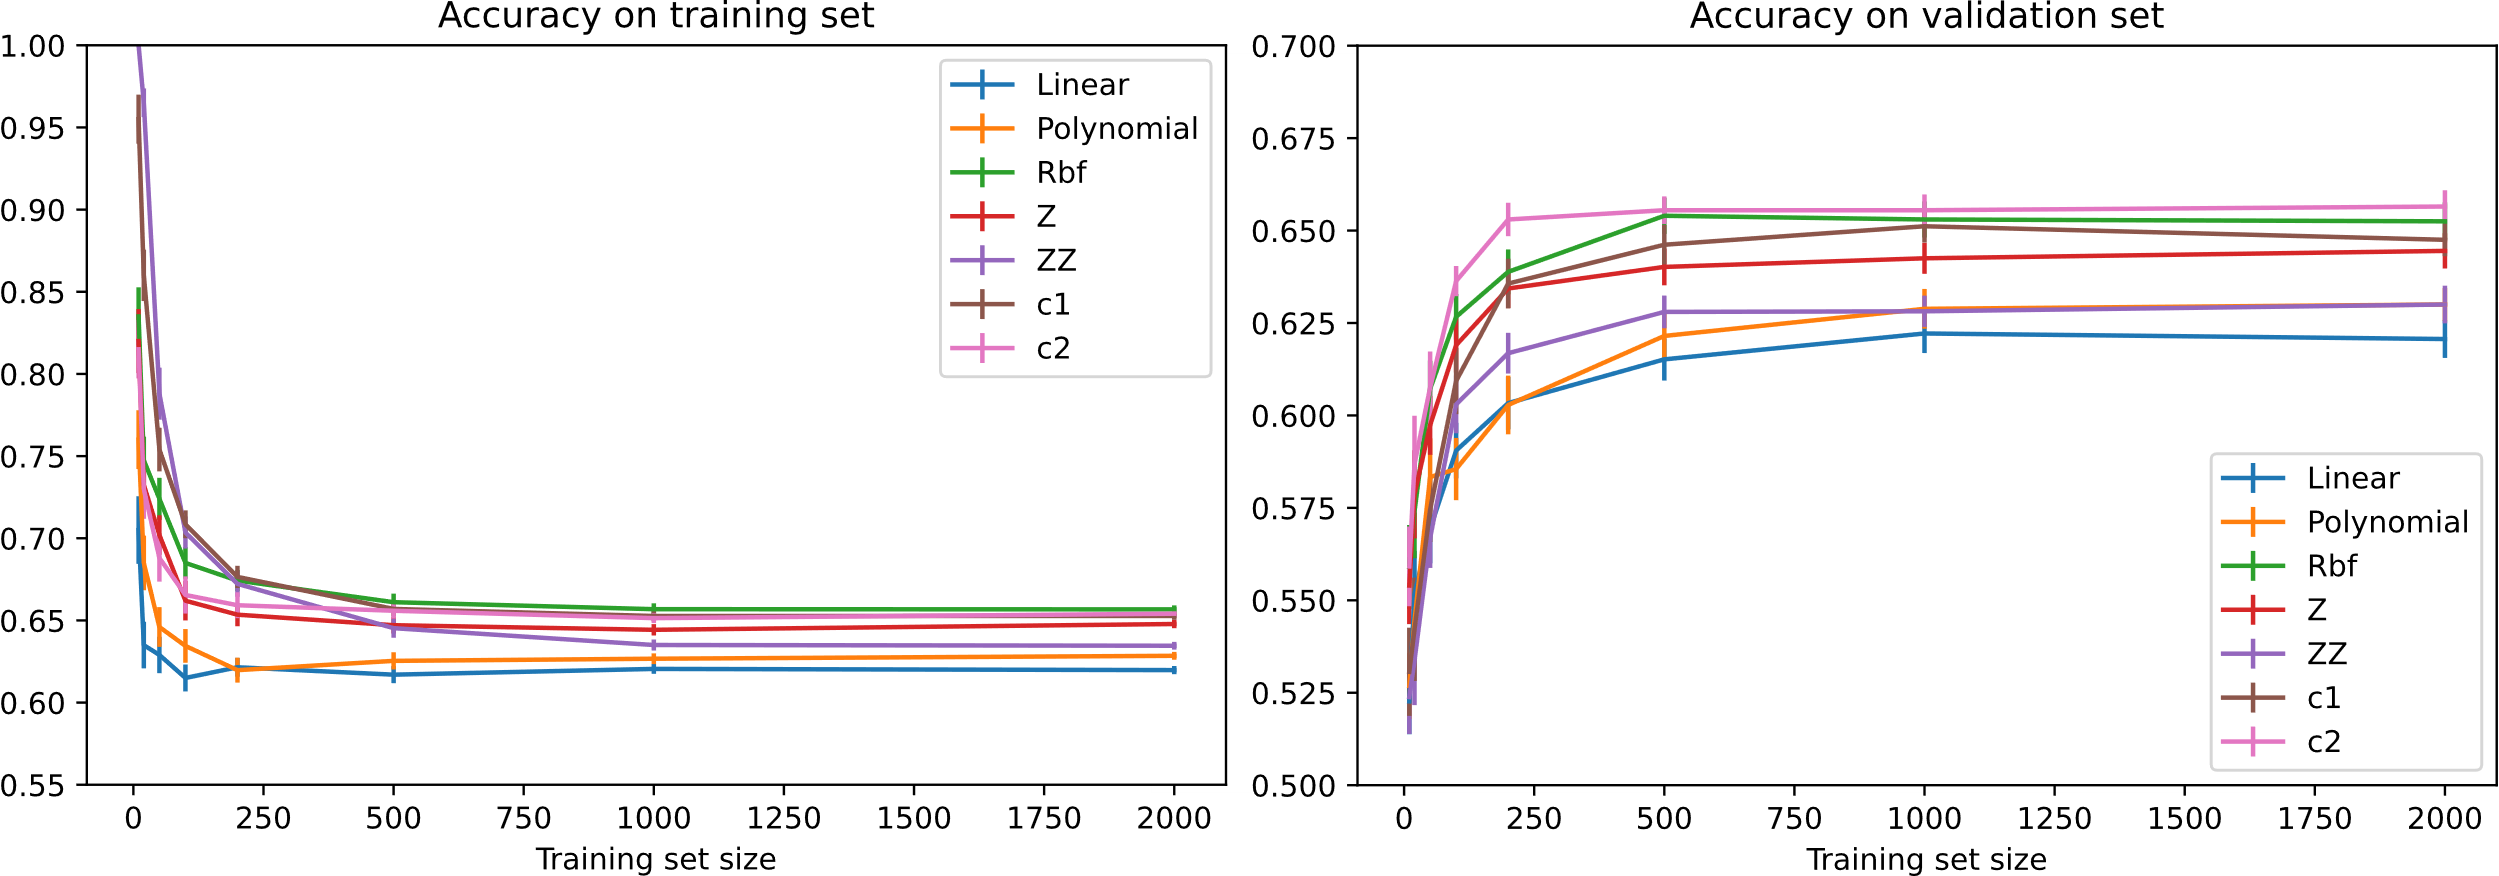 Accuracy on training set
1.00
0.95
0.90
0.85
0.80
0.75
0.70
0.65
0.60
0.55
0 250 500 750 1000 1250 1500 1750 2000
Training set size
Linear
Polynomial
Rbf
Z
ZZ
c1
c2
Accuracy on validation set
0.700
0.675
0.650
0.625
0.600
0.575
0.550
0.525
0.500
0 250 500 750 1000 1250 1500 1750 2000
Training set size
Linear
Polynomial
Rbf
Z
ZZ
c1
c2